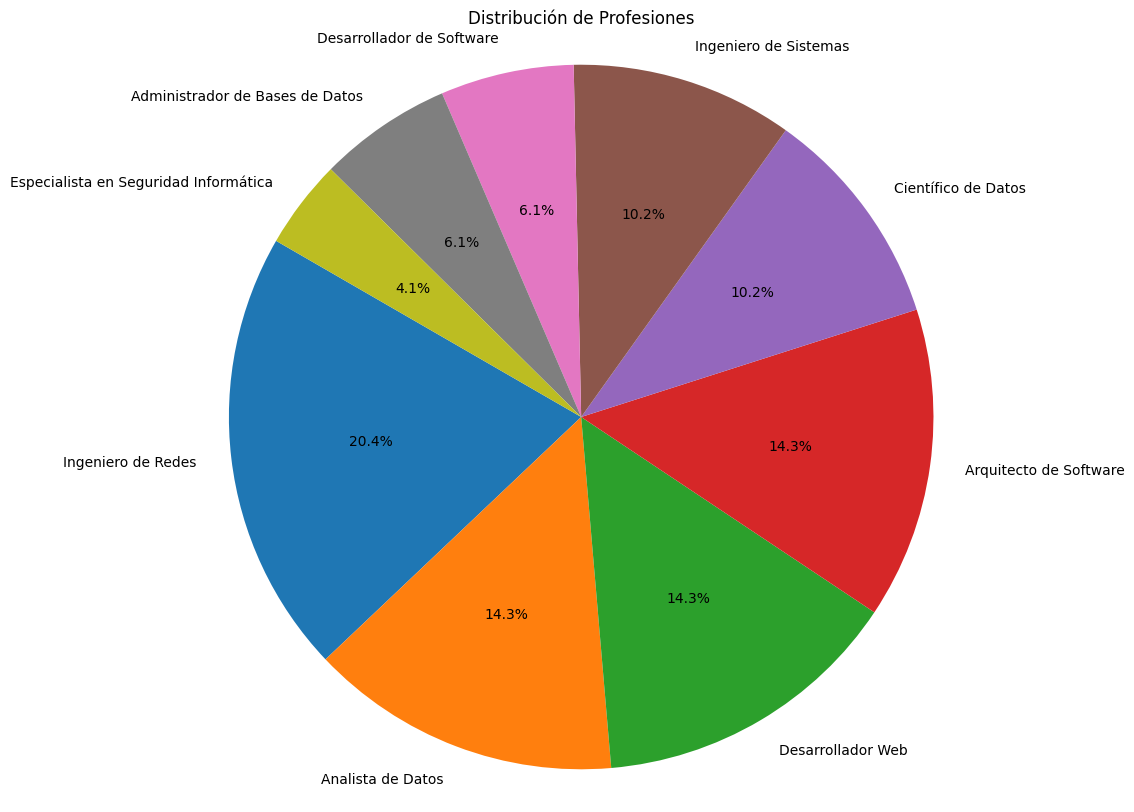 Distribución de Profesiones
Desarrollador de Software
Ingeniero de Sistemas
Administrador de Bases de Datos
Especialista en Seguridad Informática
Científico de Datos
6.1%
10.2%
6.1%
4.1%
10.2%
20.4%
14.3%
Ingeniero de Redes
Arquitecto de Software
14.3%
14.3%
Desarrollador Web
Analista de Datos